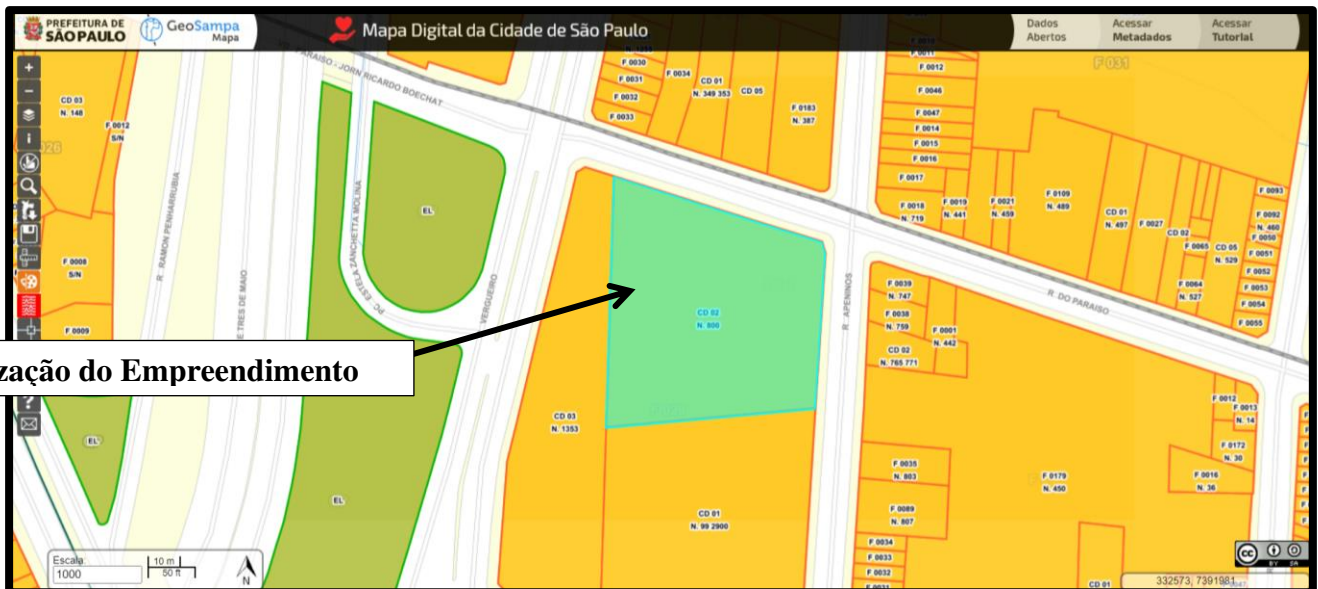 PREFEITURA DE
SÃO PAULO
GeoSampa
Mapa
Mapa Digital da Cidade de São Paulo
Dados
Abertos
Acessar
Metadados
Acessar
Tutorial
F 031
PARAISO - JORN RICARDO BOECHAT
CD 03
N. 148
F 0012
S/N
F 0030
F 0031
F 0032
F 0033
F 0034
CD 01
N. 349 353
CD 05
F 0183
N. 387
F 0011
F 0012
F 0046
F 0047
F 0014
F 0015
F 0016
F 0017
F 0018
N. 719
F 0019
N. 441
F 0021
N. 459
F 0109
N. 489
CD 01
N. 497
F 0027
CD 02
F 0065
CD 05
N. 529
F 0093
F 0092
N. 460
F 0050
F 0051
F 0052
F 0053
F 0054
F 0055
F 0064
N. 527
R RAMON PENHARRUBIA
TRES DE MAIO
PC. ESTELA ZANCHETTA MOLINA
VERGUEIRO
R APENINOS
R DO PARAISO
EL
F 0008
S/N
F 0009
CD 02
N. 800
F 0039
N. 747
F 0038
N. 759
F 0001
N. 442
CD 02
N. 765 771
zação do Empreendimento
CD 03
N. 1353
EL
EL
F 0012
F 0013
N. 14
F 0172
N. 30
F 0016
N. 36
F 0035
N. 803
F 0179
N. 450
F 0089
N. 807
CD 01
N. 99 2900
F 0034
F 0033
F 0032
CD 01
Escala:
1000
10 m
50 ft
N
CC
BY SA
332573, 7391981